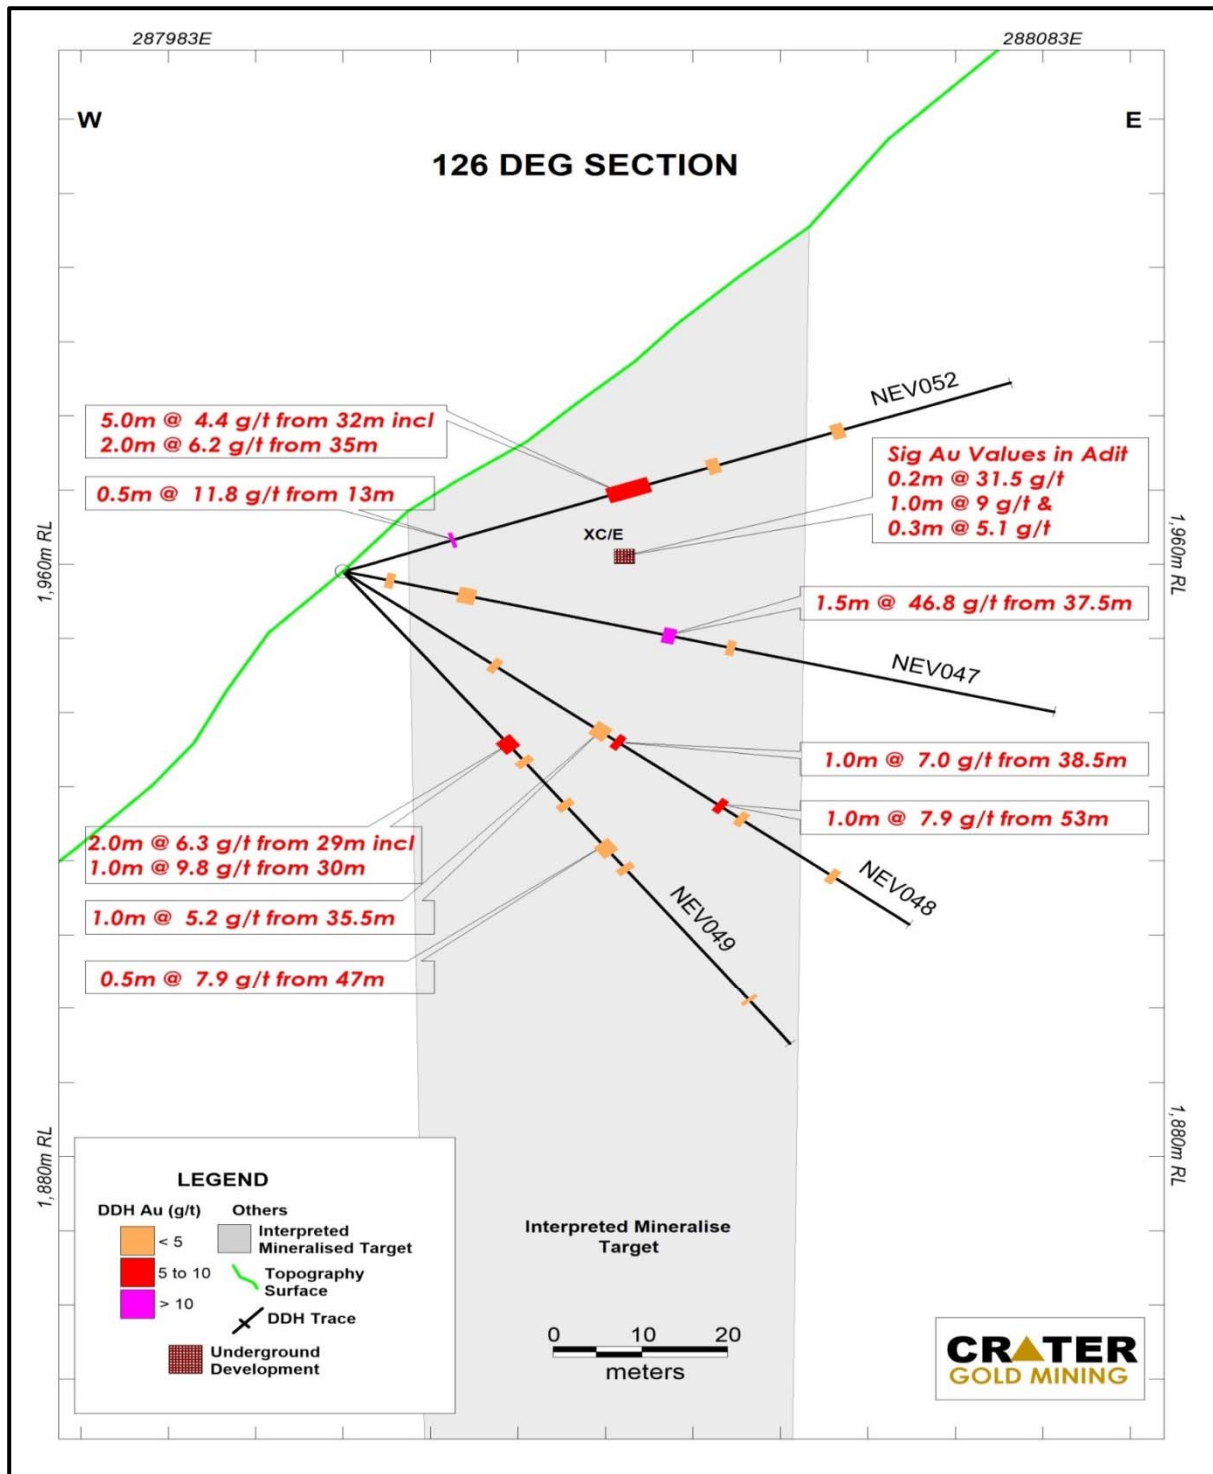 287983E
288083E
W
E
126 DEG SECTION
NEV052
5.0m @ 4.4 g/t from 32m incl
2.0m @ 6.2 g/t from 35m
Sig Au Values in Adit
0.2m @ 31.5 g/t
1.0m @ 9 g/t &
0.3m @ 5.1 g/t
0.5m @ 11.8 g/t from 13m
XC/E
1,960m RL
1,960m RL
1.5m @ 46.8 g/t from 37.5m
NEV047
1.0m @ 7.0 g/t from 38.5m
1.0m @ 7.9 g/t from 53m
2.0m @ 6.3 g/t from 29m incl
1.0m @ 9.8 g/t from 30m
NEV048
NEV049
1.0m @ 5.2 g/t from 35.5m
0.5m @ 7.9 g/t from 47m
1,880m RL
1,880m RL
LEGEND
DDH Au (g/t)
Others
< 5
Interpreted
Mineralised Target
5 to 10
Topography
Surface
> 10
DDH Trace
Underground
Development
Interpreted Mineralise
Target
0 10 20
meters
CRATER
GOLD MINING